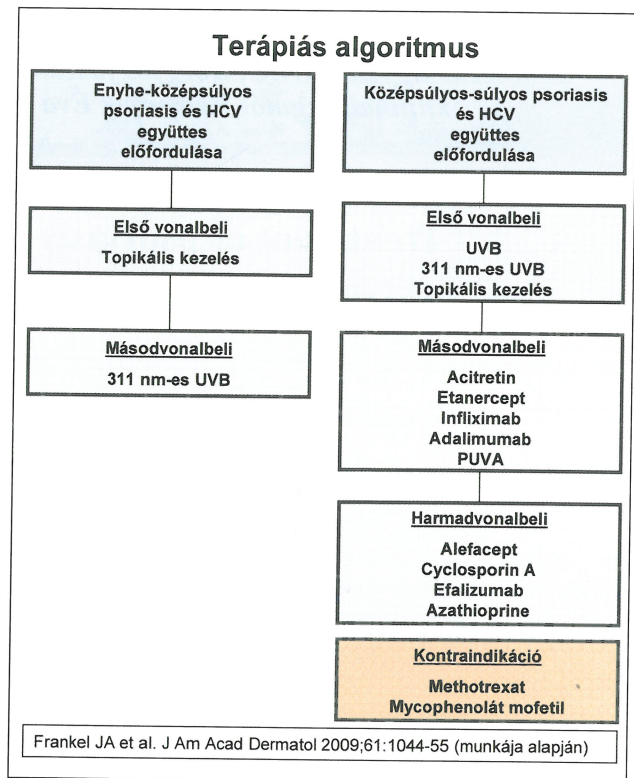 Terápiás algoritmus
Enyhe-középsúlyos
psoriasis és HCV
együttes
előfordulása
Első vonalbeli
Topikális kezelés
Másodvonalbeli
311 nm-es UVB
Középsúlyos-súlyos psoriasis
és HCV
együttes
előfordulása
Első vonalbeli
UVB
311 nm-es UVB
Topikális kezelés
Másodvonalbeli
Acitretin
Etanercept
Infliximab
Adalimumab
PUVA
Harmadvonalbeli
Alefacept
Cyclosporin A
Efalizumab
Azathioprine
Kontraindikáció
Methotrexat
Mycophenolát mofetil
Frankel JA et al. J Am Acad Dermatol 2009;61:1044-55 (munkája alapján)